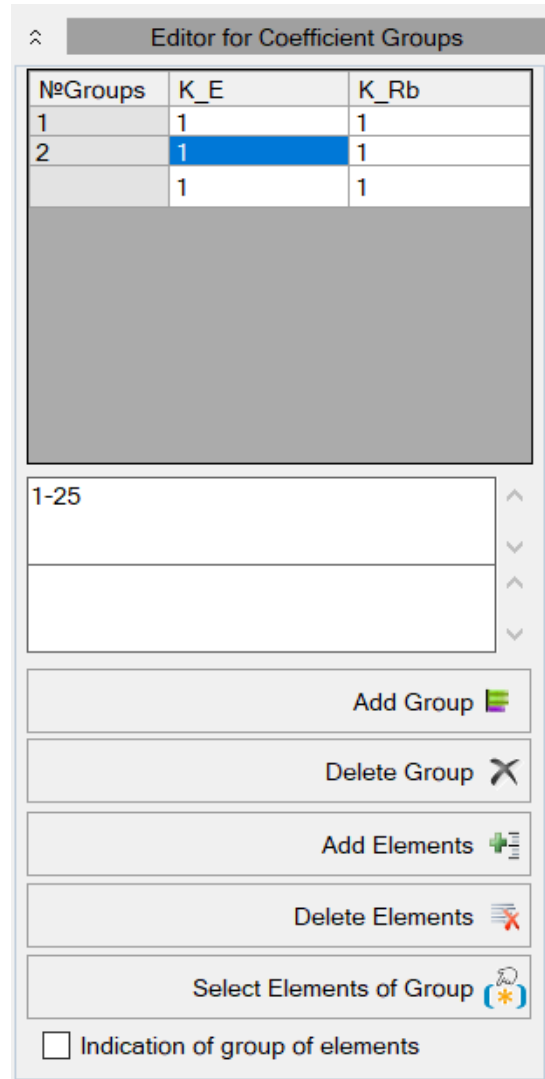 Editor for Coefficient Groups
№Groups K_E K_Rb
1 1 1
2 1 1
1 1
1-25
Add Group
Delete Group
Add Elements
Delete Elements
Select Elements of Group
Indication of group of elements